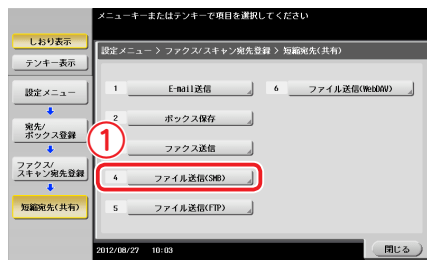 メニューキーまたはテンキーで項目を選択してください
しおり表示
テンキー表示
設定メニュー > ファクス/スキャン宛先登録 > 短縮宛先(共有)
設定メニュー
宛先/
ボックス登録
ファクス/
スキャン宛先登録
短縮宛先(共有)
1 E-mail送信
6 ファイル送信(WebDAV)
2 ボックス保存
① ファクス送信
4 ファイル送信(SMB)
5 ファイル送信(FTP)
2012/08/27 10:03
閉じる